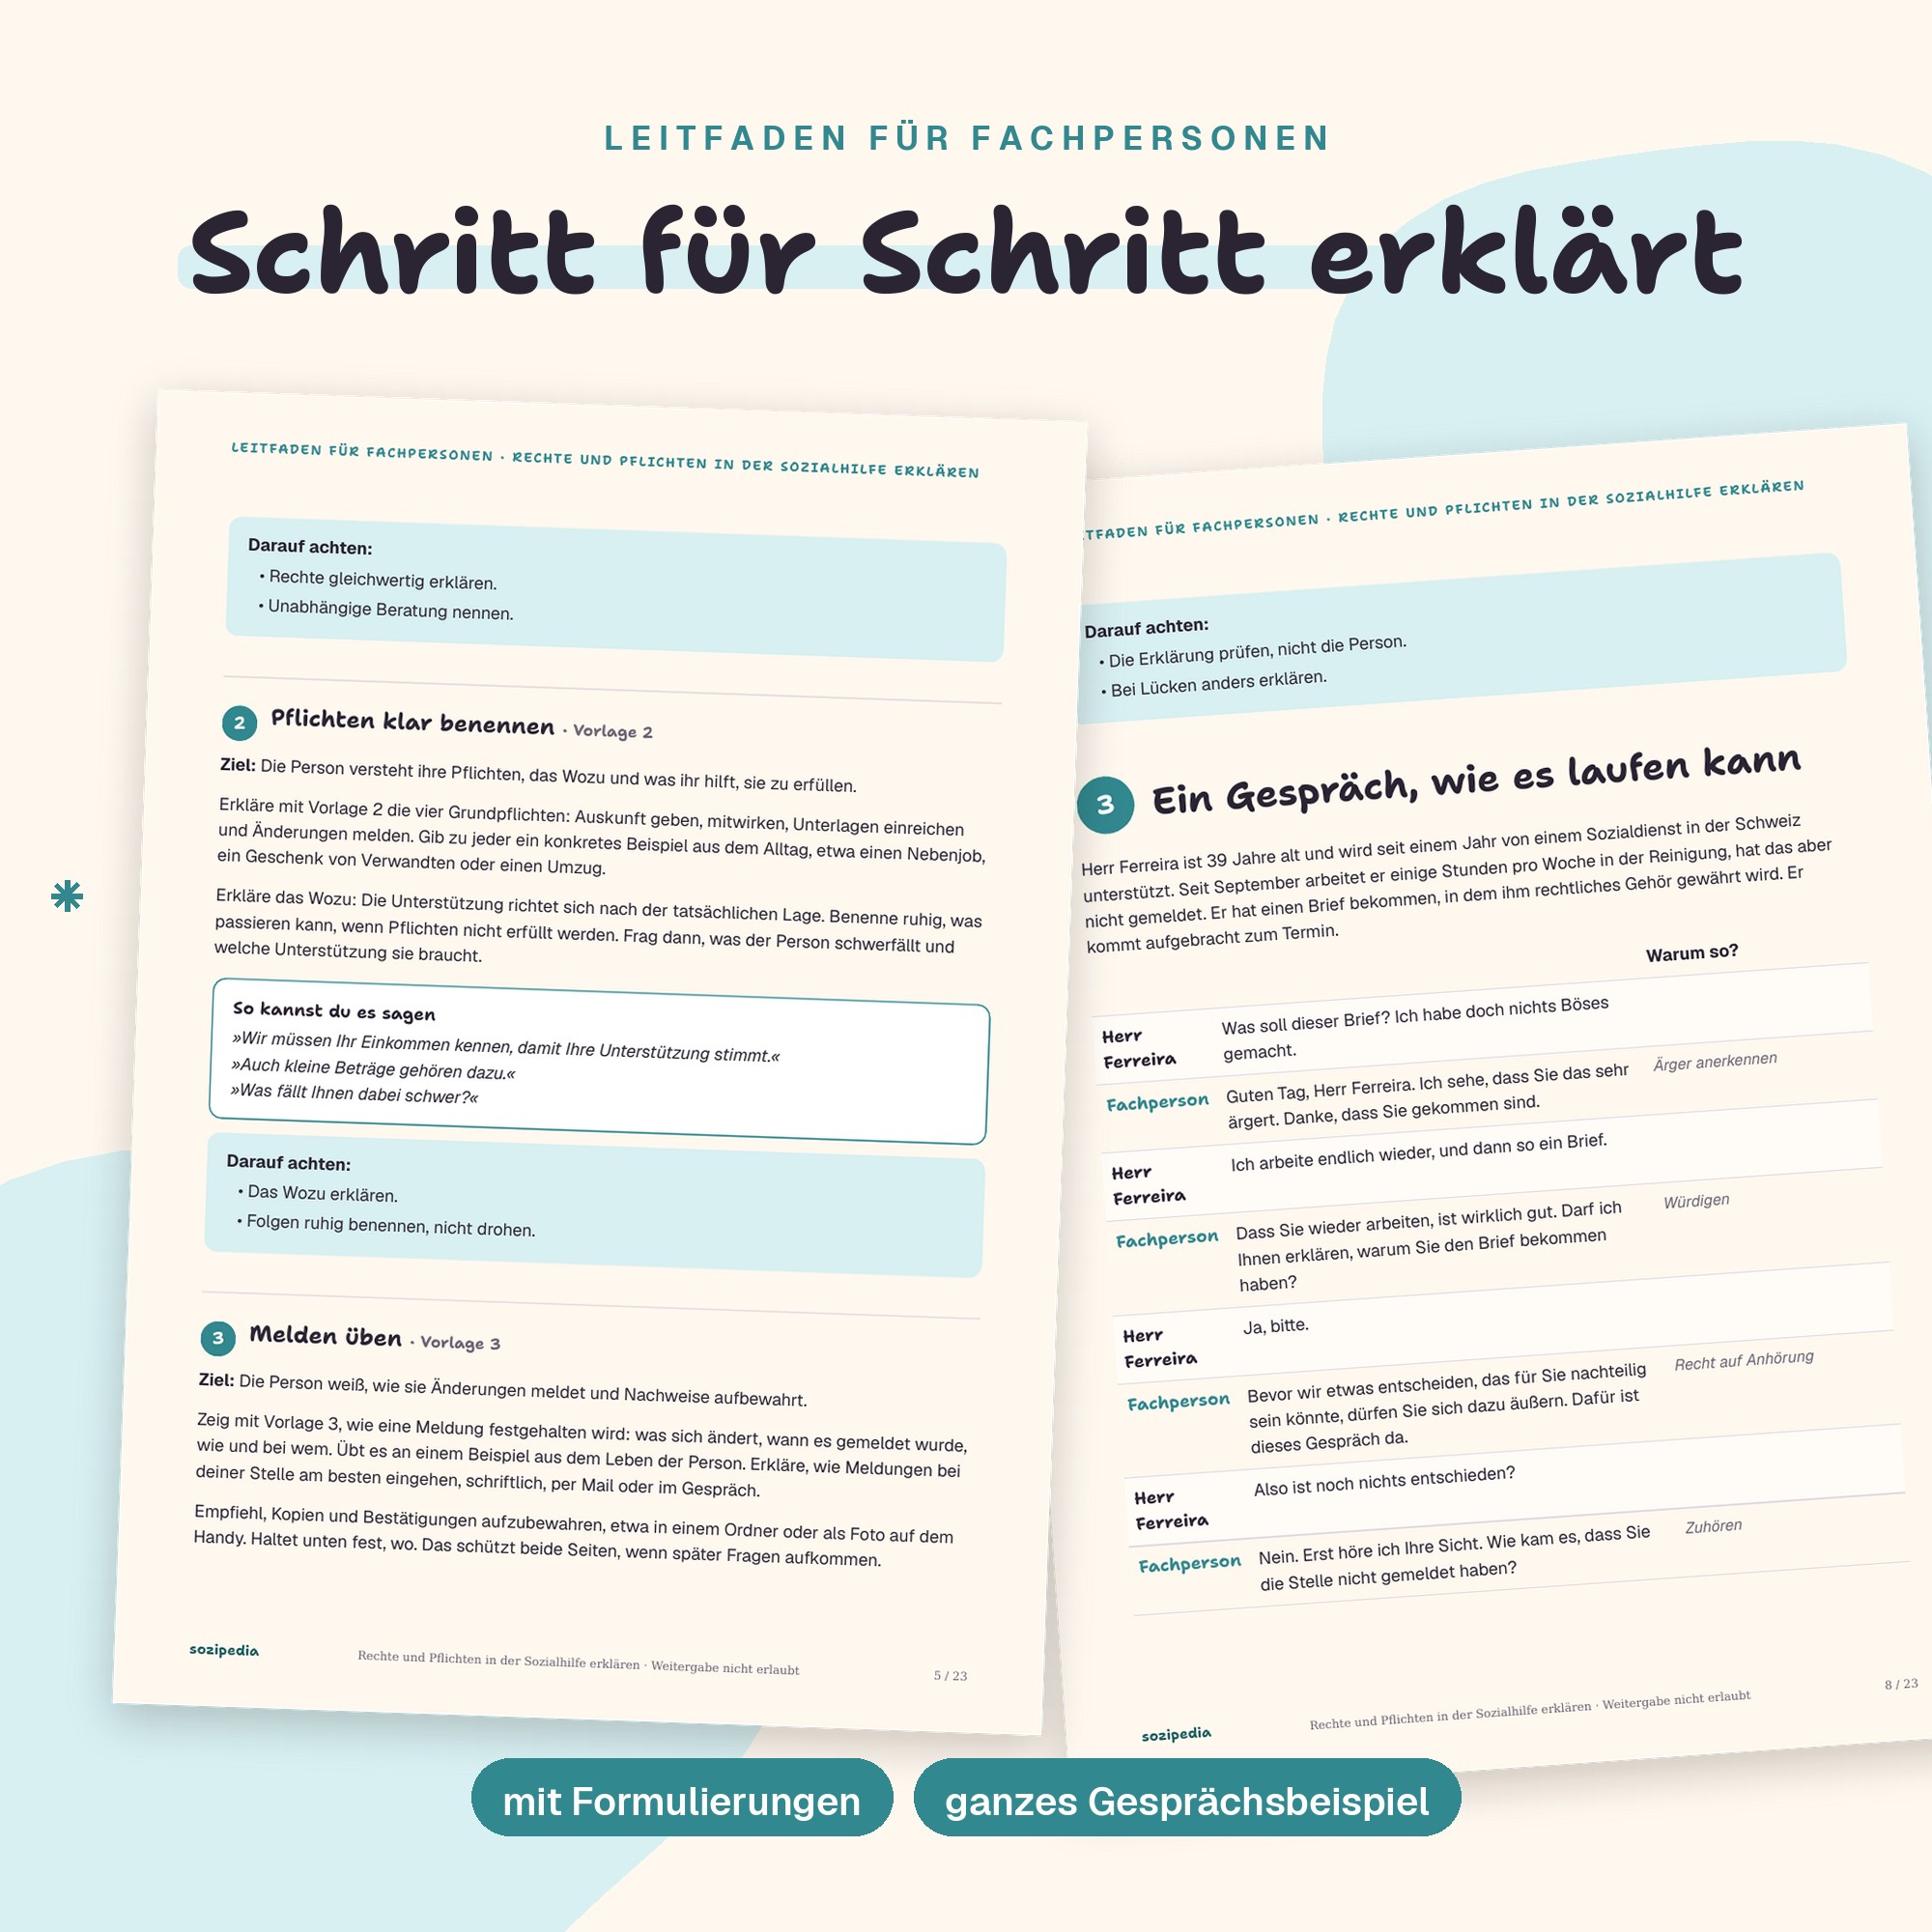 LEITFADEN FÜR FACHPERSONEN
Schritt für Schritt erklärt
LEITFADEN FÜR FACHPERSONEN · RECHTE UND PFLICHTEN IN DER SOZIALHILFE ERKLÄREN
Darauf achten:
• Rechte gleichwertig erklären.
• Unabhängige Beratung nennen.
2 Pflichten klar benennen · Vorlage 2
Ziel: Die Person versteht ihre Pflichten, das Wozu und was ihr hilft, sie zu erfüllen.
Erkläre mit Vorlage 2 die vier Grundpflichten: Auskunft geben, mitwirken, Unterlagen einreichen
und Änderungen melden. Gib zu jeder ein konkretes Beispiel aus dem Alltag, etwa einen Nebenjob,
ein Geschenk von Verwandten oder einen Umzug.
Erkläre das Wozu: Die Unterstützung richtet sich nach der tatsächlichen Lage. Benenne ruhig, was
passieren kann, wenn Pflichten nicht erfüllt werden. Frag dann, was der Person schwerfällt und
welche Unterstützung sie braucht.
So kannst du es sagen
»Wir müssen Ihr Einkommen kennen, damit Ihre Unterstützung stimmt.«
»Auch kleine Beträge gehören dazu.«
»Was fällt Ihnen dabei schwer?«
Darauf achten:
• Das Wozu erklären.
• Folgen ruhig benennen, nicht drohen.
3 Melden üben · Vorlage 3
Ziel: Die Person weiß, wie sie Änderungen meldet und Nachweise aufbewahrt.
Zeig mit Vorlage 3, wie eine Meldung festgehalten wird: was sich ändert, wann es gemeldet wurde,
wie und bei wem. Übt es an einem Beispiel aus dem Leben der Person. Erkläre, wie Meldungen bei
deiner Stelle am besten eingehen, schriftlich, per Mail oder im Gespräch.
Empfiehl, Kopien und Bestätigungen aufzubewahren, etwa in einem Ordner oder als Foto auf dem
Handy. Haltet unten fest, wo. Das schützt beide Seiten, wenn später Fragen aufkommen.
sozipedia
Rechte und Pflichten in der Sozialhilfe erklären · Weitergabe nicht erlaubt
5 / 23
TFADEN FÜR FACHPERSONEN · RECHTE UND PFLICHTEN IN DER SOZIALHILFE ERKLÄREN
Darauf achten:
• Die Erklärung prüfen, nicht die Person.
• Bei Lücken anders erklären.
3 Ein Gespräch, wie es laufen kann
Herr Ferreira ist 39 Jahre alt und wird seit einem Jahr von einem Sozialdienst in der Schweiz
unterstützt. Seit September arbeitet er einige Stunden pro Woche in der Reinigung, hat das aber
nicht gemeldet. Er hat einen Brief bekommen, in dem ihm rechtliches Gehör gewährt wird. Er
kommt aufgebracht zum Termin.
Warum so?
Herr Was soll dieser Brief? Ich habe doch nichts Böses
Ferreira gemacht.
Fachperson Guten Tag, Herr Ferreira. Ich sehe, dass Sie das sehr Ärger anerkennen
ärgert. Danke, dass Sie gekommen sind.
Herr Ich arbeite endlich wieder, und dann so ein Brief.
Ferreira
Fachperson Dass Sie wieder arbeiten, ist wirklich gut. Darf ich Würdigen
Ihnen erklären, warum Sie den Brief bekommen
haben?
Herr Ja, bitte.
Ferreira
Fachperson Bevor wir etwas entscheiden, das für Sie nachteilig Recht auf Anhörung
sein könnte, dürfen Sie sich dazu äußern. Dafür ist
dieses Gespräch da.
Herr Also ist noch nichts entschieden?
Ferreira
Fachperson Nein. Erst höre ich Ihre Sicht. Wie kam es, dass Sie Zuhören
die Stelle nicht gemeldet haben?
sozipedia
Rechte und Pflichten in der Sozialhilfe erklären · Weitergabe nicht erlaubt
8 / 23
mit Formulierungen
ganzes Gesprächsbeispiel